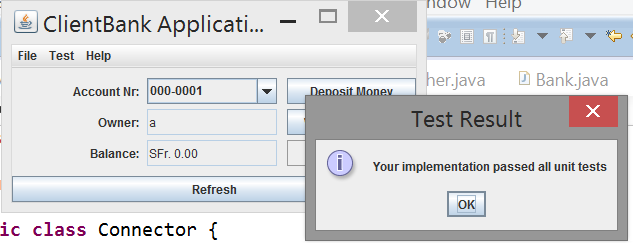 ClientBank Applicati...
File Test Help
Account Nr: 000-0001
Deposit Money
Owner: a
Balance: SFr. 0.00
Refresh
ic class Connector {
Window Help
her.java
Bank.java
Test Result
Your implementation passed all unit tests
OK